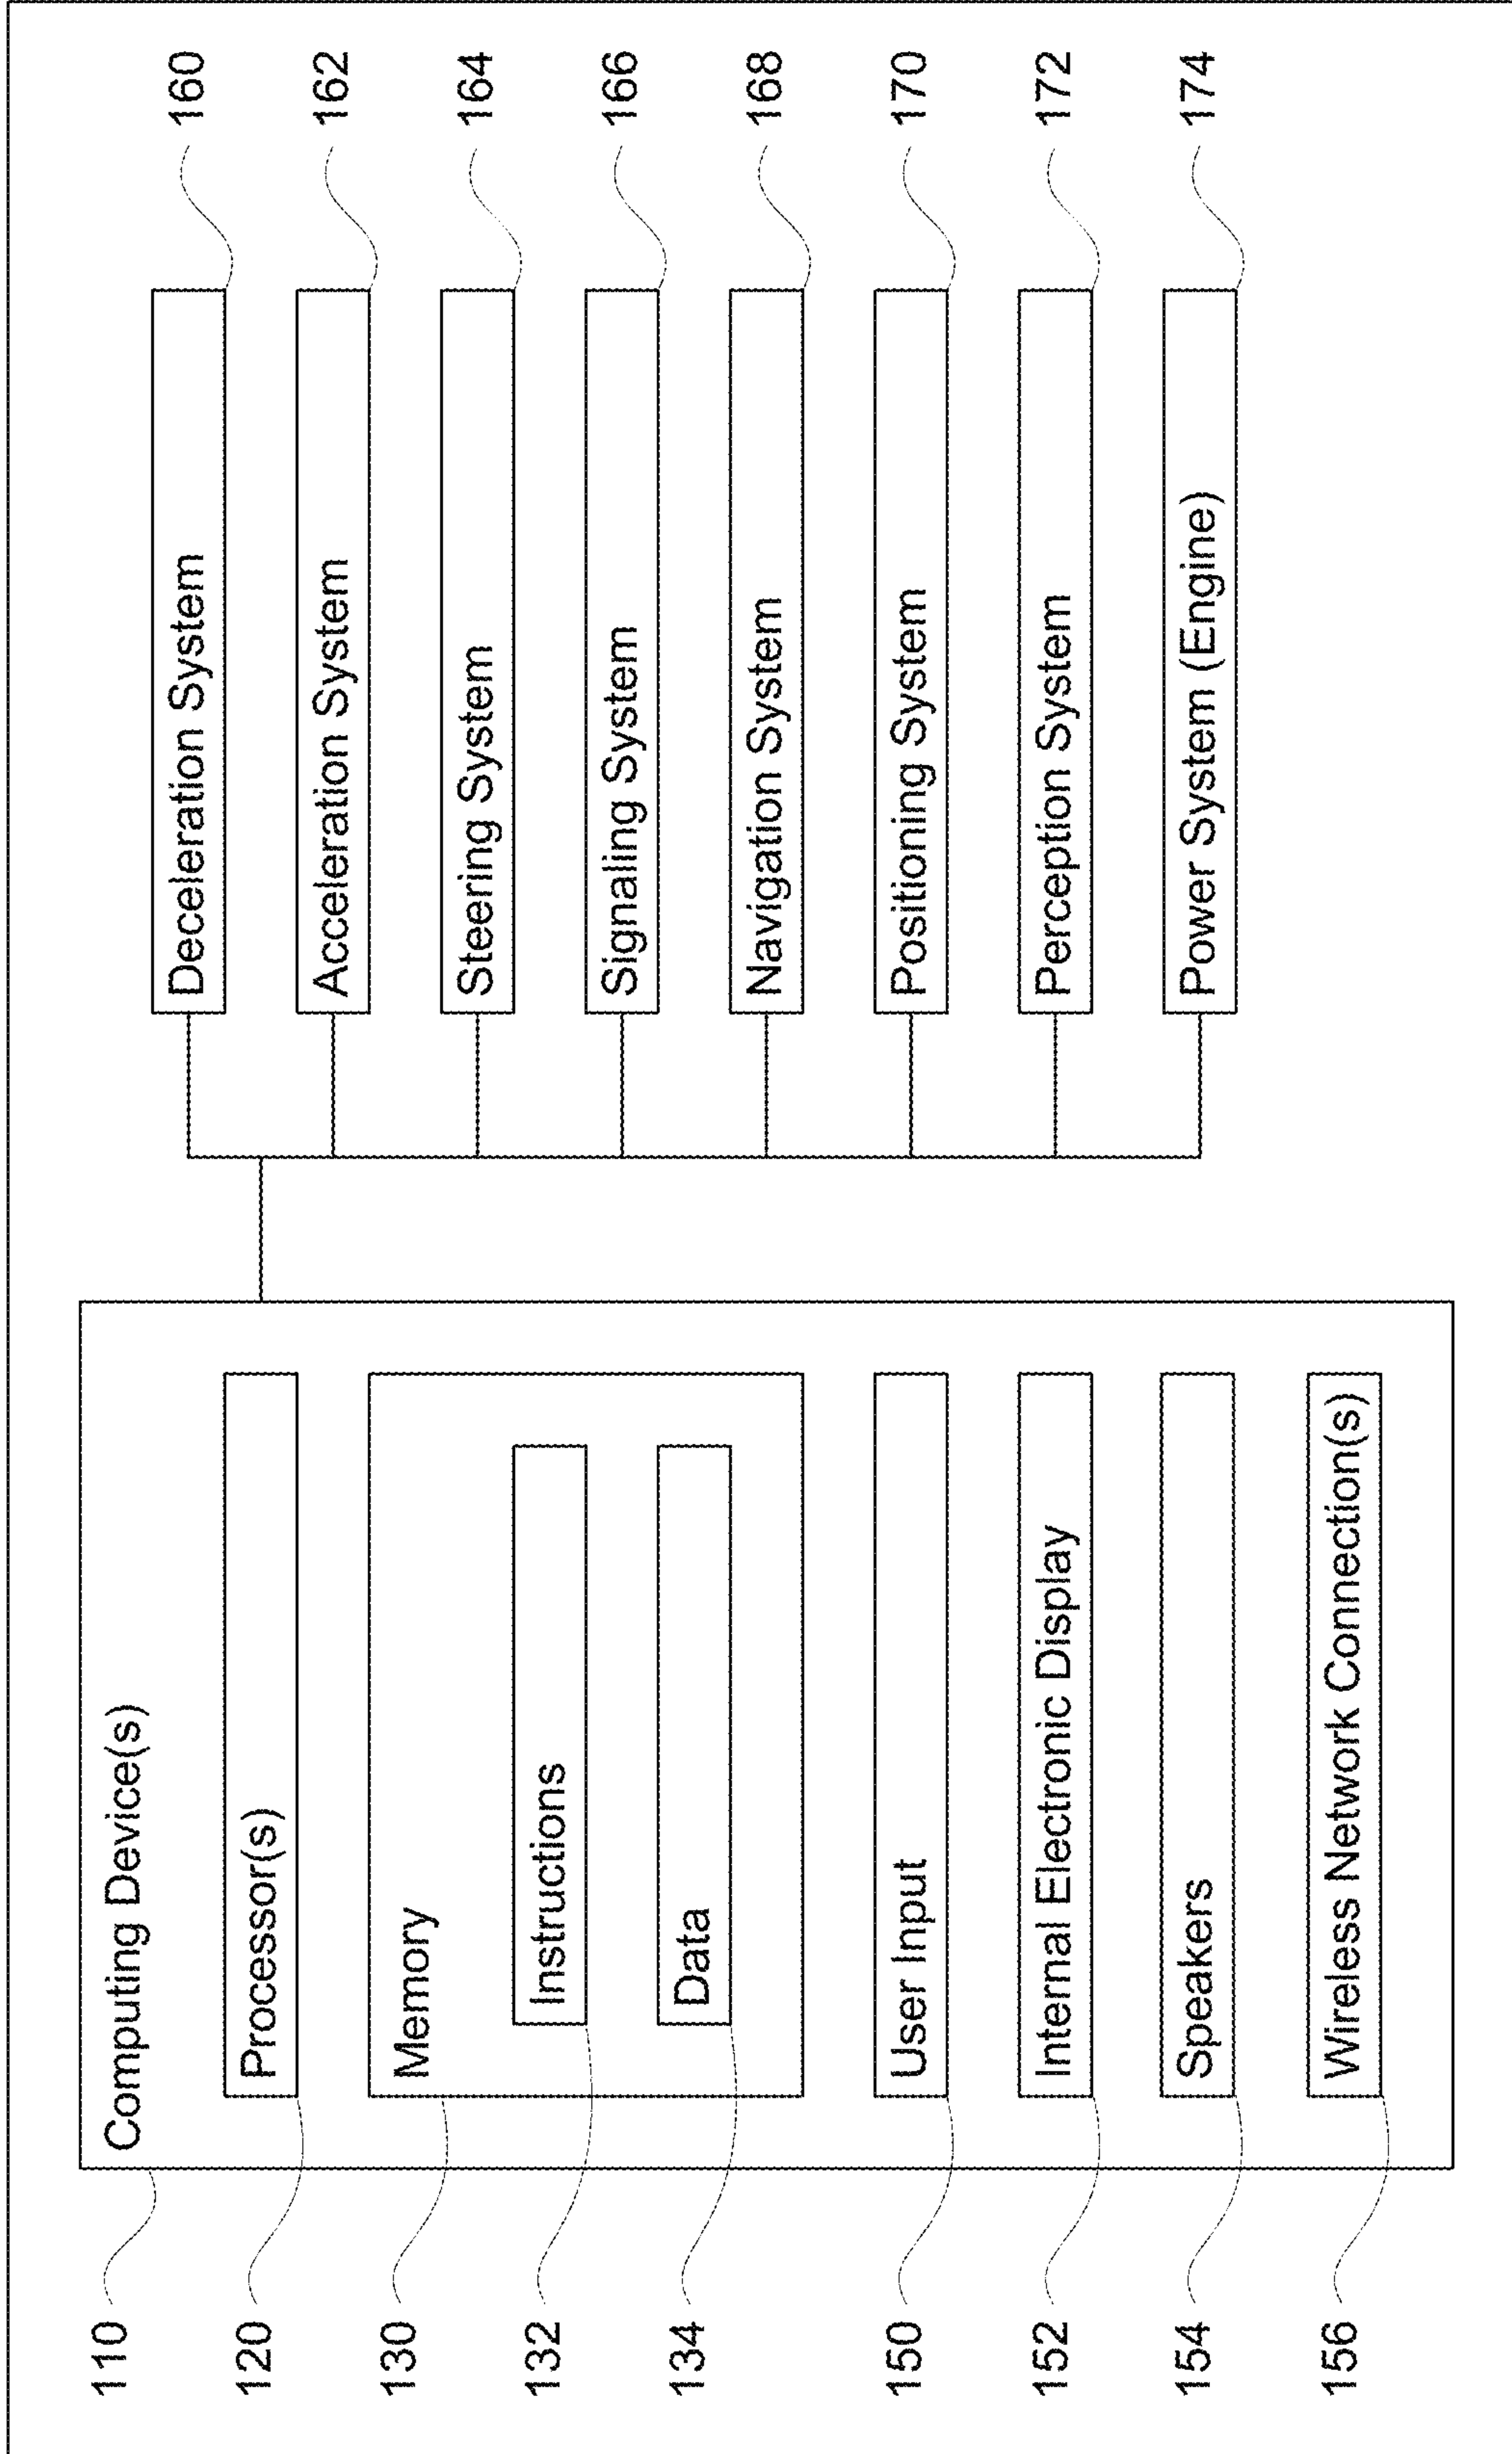 110
Computing Device(s)
120
Processor(s)
130
Memory
132
Instructions
134
Data
150
User Input
152
Internal Electronic Display
154
Speakers
156
Wireless Network Connection(s)
Deceleration System
160
Acceleration System
162
Steering System
164
Signaling System
166
Navigation System
168
Positioning System
170
Perception System
172
Power System (Engine)
174